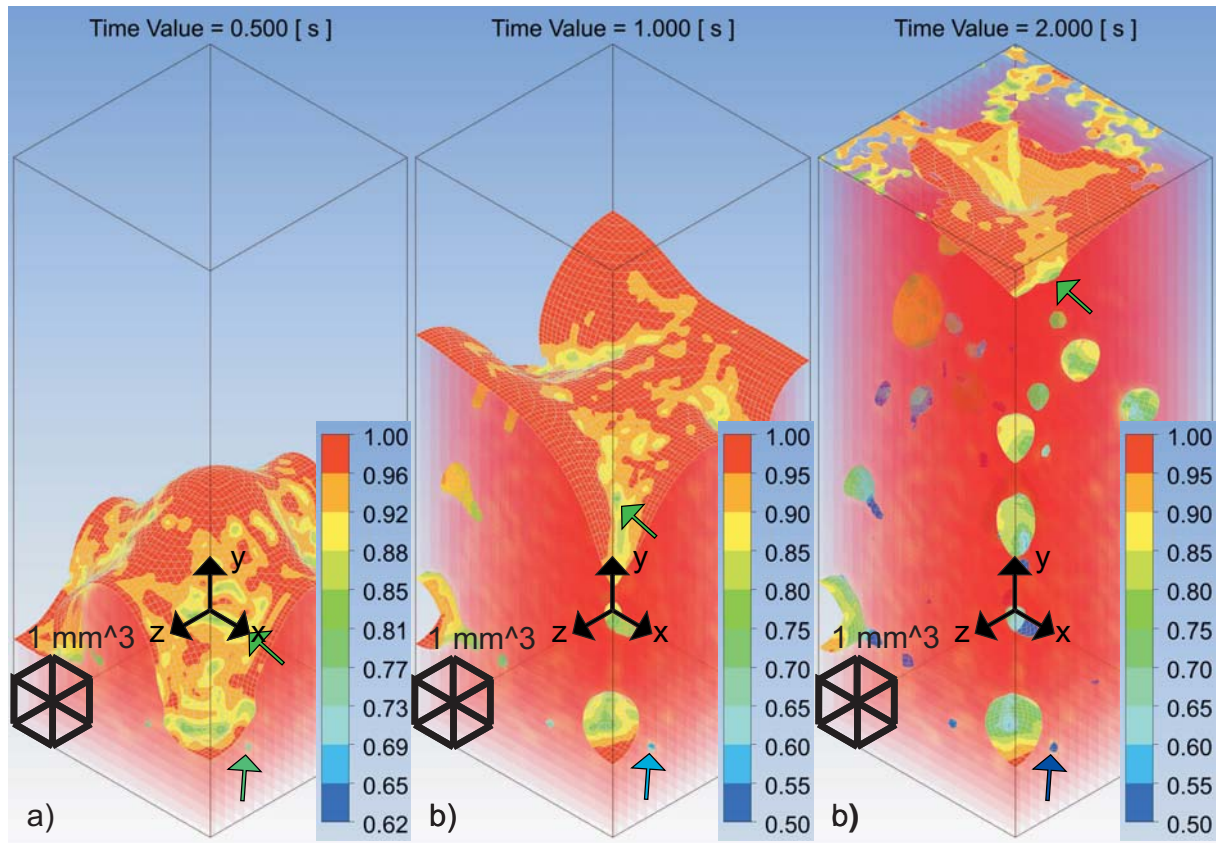 Time Value = 0.500 [ s ]
1.00
0.96
0.92
0.88
0.85
0.81
0.77
0.73
0.69
0.65
0.62
y
z
x
1 mm^3
a)
Time Value = 1.000 [ s ]
1.00
0.95
0.90
0.85
0.80
0.75
0.70
0.65
0.60
0.55
0.50
y
z
x
1 mm^3
b)
Time Value = 2.000 [ s ]
1.00
0.95
0.90
0.85
0.80
0.75
0.70
0.65
0.60
0.55
0.50
y
z
x
1 mm^3
b)